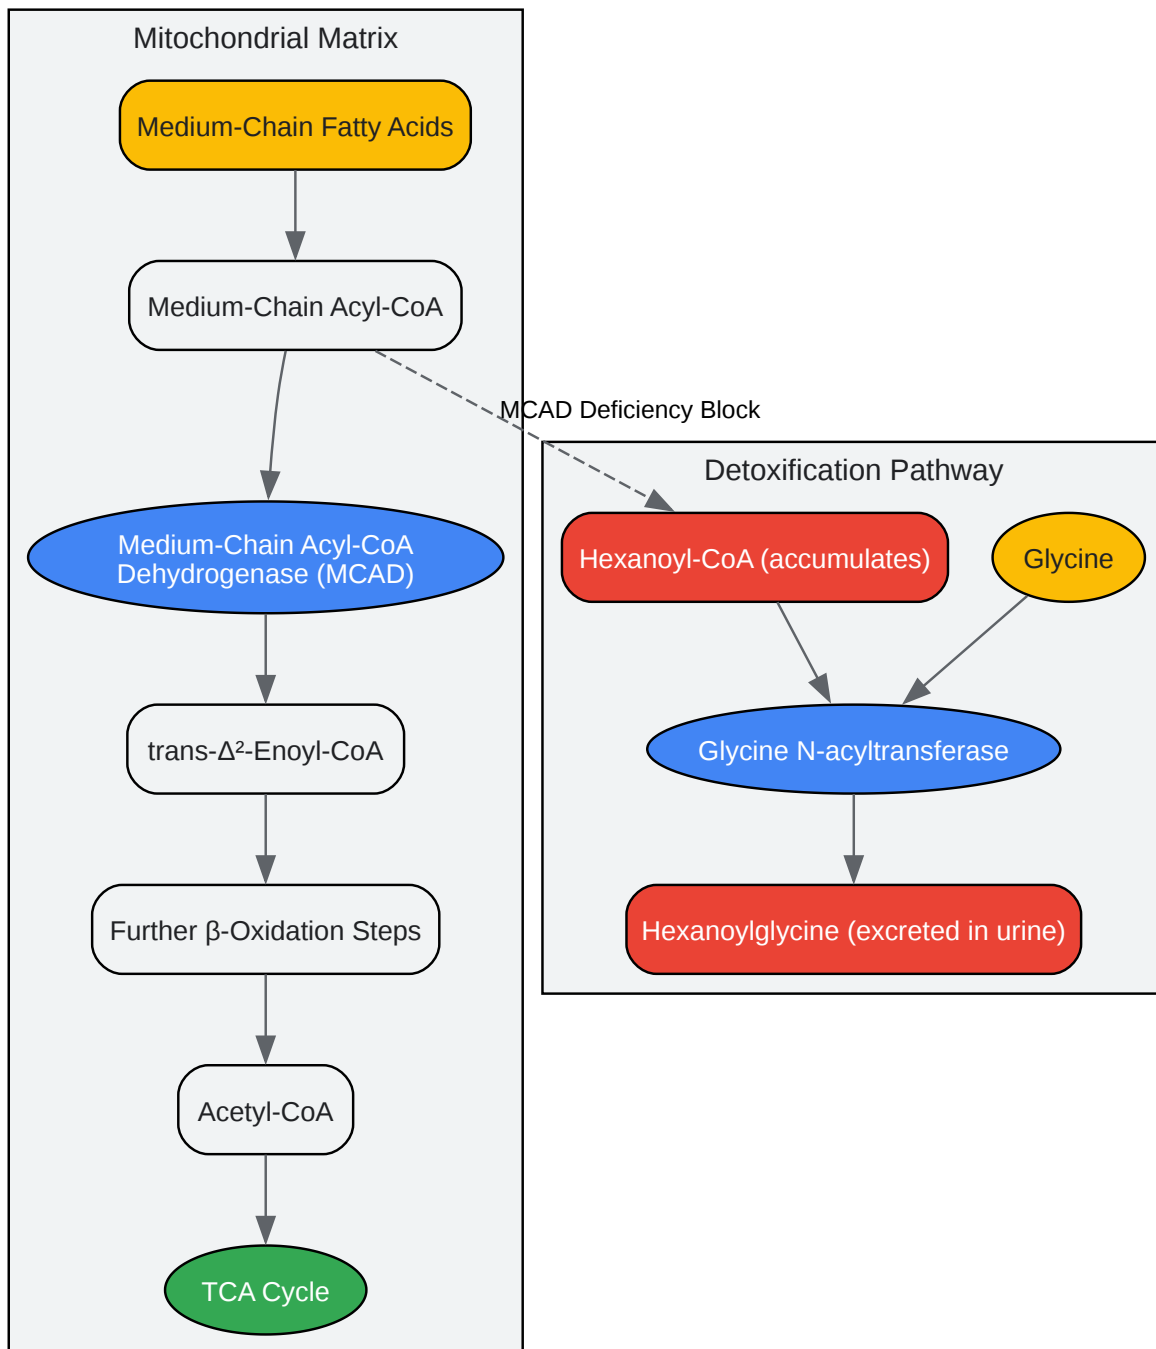 Mitochondrial Matrix
Medium-Chain Fatty Acids
Medium-Chain Acyl-CoA
MCAD Deficiency Block
Detoxification Pathway
Medium-Chain Acyl-CoA
Dehydrogenase (MCAD)
Hexanoyl-CoA (accumulates)
Glycine
trans-Δ²-Enoyl-CoA
Glycine N-acyltransferase
Further β-Oxidation Steps
Hexanoylglycine (excreted in urine)
Acetyl-CoA
TCA Cycle